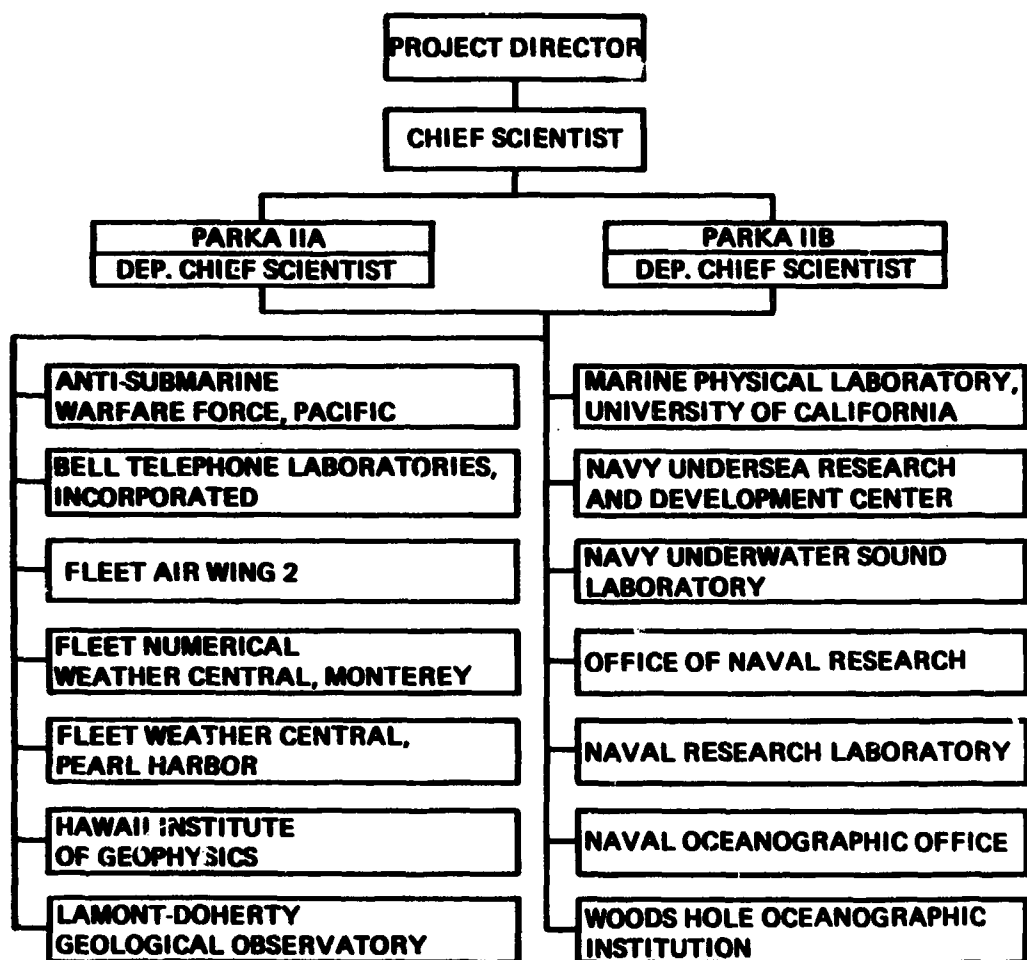 PROJECT DIRECTOR
CHIEF SCIENTIST
PARKA IIA
DEP. CHIEF SCIENTIST
PARKA IIB
DEP. CHIEF SCIENTIST
ANTI-SUBMARINE
WARFARE FORCE, PACIFIC
BELL TELEPHONE LABORATORIES,
INCORPORATED
FLEET AIR WING 2
FLEET NUMERICAL
WEATHER CENTRAL, MONTEREY
FLEET WEATHER CENTRAL,
PEARL HARBOR
HAWAII INSTITUTE
OF GEOPHYSICS
LAMONT-DOHERTY
GEOLOGICAL OBSERVATORY
MARINE PHYSICAL LABORATORY,
UNIVERSITY OF CALIFORNIA
NAVY UNDERSEA RESEARCH
AND DEVELOPMENT CENTER
NAVY UNDERWATER SOUND
LABORATORY
OFFICE OF NAVAL RESEARCH
NAVAL RESEARCH LABORATORY
NAVAL OCEANOGRAPHIC OFFICE
WOODS HOLE OCEANOGRAPHIC
INSTITUTION